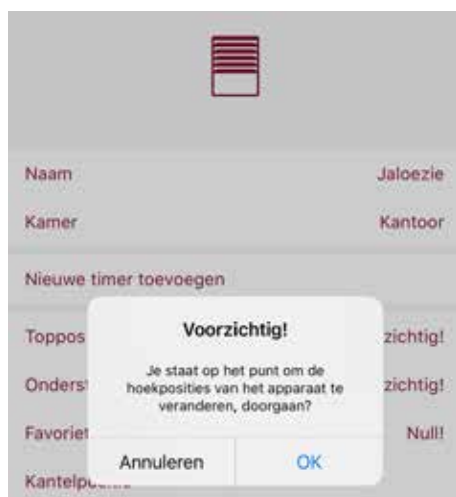 Naam Jaloezie
Kamer Kantoor
Nieuwe timer toevoegen
Voorzichtig!
Je staat op het punt om de
hoekposities van het apparaat te
veranderen, doorgaan?
Annuleren OK
Toppos zichtig!
Onders zichtig!
Favoriet Null!